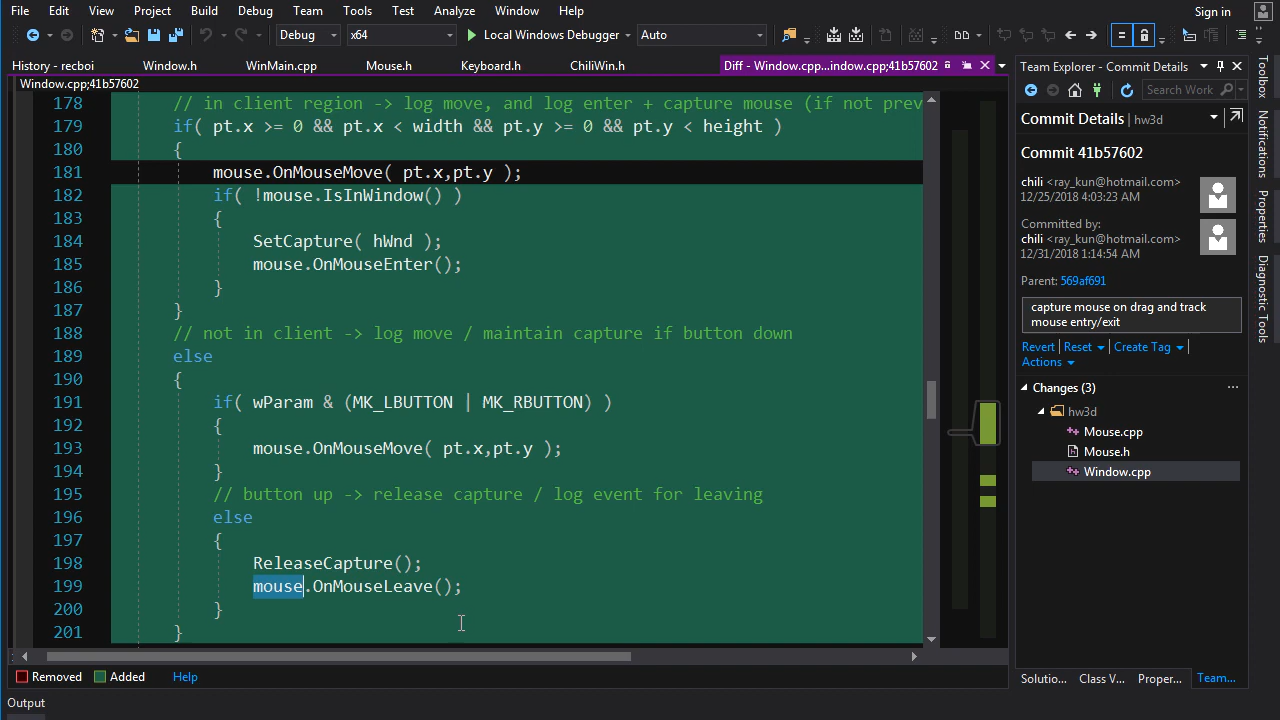 File Edit View Project Build Debug Team Tools Test Analyze Window Help Sign in
Debug x64 Local Windows Debugger Auto
History - recboi Window.h WinMain.cpp Mouse.h Keyboard.h ChiliWin.h Diff - Window.cpp...indow.cpp;41b57602
Window.cpp;41b57602
178 // in client region -> log move, and log enter + capture mouse (if not prev
179 if( pt.x >= 0 && pt.x < width && pt.y >= 0 && pt.y < height )
180 {
181 mouse.OnMouseMove( pt.x,pt.y );
182 if( !mouse.IsInWindow() )
183 {
184 SetCapture( hWnd );
185 mouse.OnMouseEnter();
186 }
187 }
188 // not in client -> log move / maintain capture if button down
189 else
190 {
191 if( wParam & (MK_LBUTTON | MK_RBUTTON) )
192 {
193 mouse.OnMouseMove( pt.x,pt.y );
194 }
195 // button up -> release capture / log event for leaving
196 else
197 {
198 ReleaseCapture();
199 mouse.OnMouseLeave();
200 }
201 }
Removed Added Help
Output
Team Explorer - Commit Details
Search Work
Commit Details | hw3d
Commit 41b57602
chili <ray_kun@hotmail.com>
12/25/2018 4:03:23 AM
Committed by:
chili <ray_kun@hotmail.com>
12/31/2018 1:14:54 AM
Parent: 569af691
capture mouse on drag and track
mouse entry/exit
Revert Reset Create Tag
Actions
Changes (3)
hw3d
Mouse.cpp
Mouse.h
Window.cpp
Solutio... Class V... Proper... Team...
Toolbox
Notifications
Properties
Diagnostic Tools